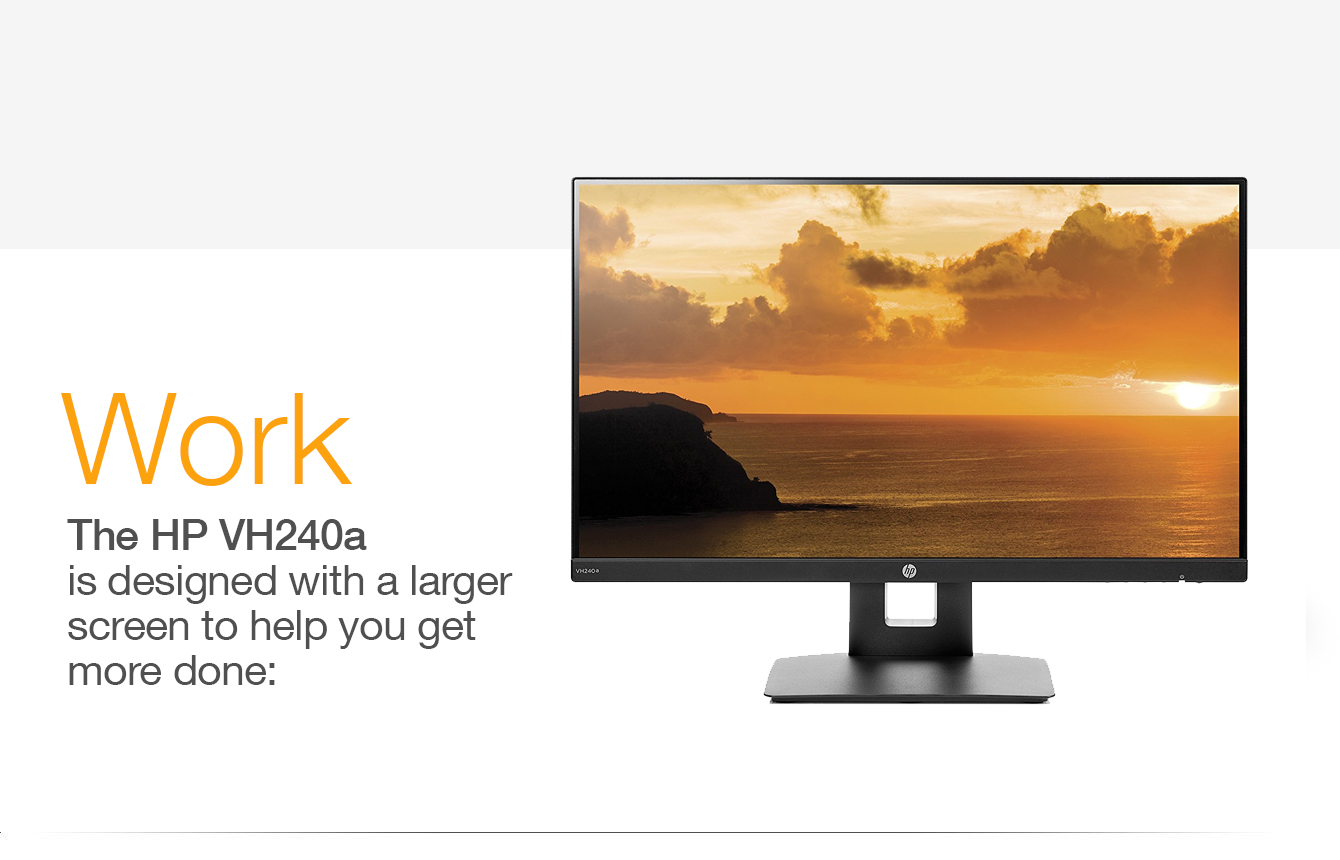 Work
The HP VH240a
is designed with a larger
screen to help you get
more done:
VH240a
hp